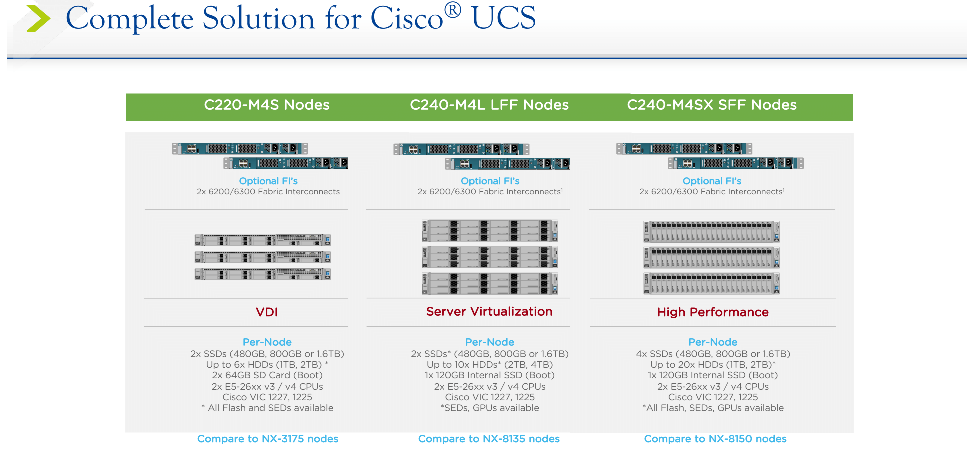 Complete Solution for Cisco® UCS
C220-M4S Nodes
C240-M4L LFF Nodes
C240-M4SX SFF Nodes
Optional FI's
2x 6200/6300 Fabric Interconnects
Optional FI's
2x 6200/6300 Fabric Interconnects¹
Optional FI's
2x 6200/6300 Fabric Interconnects¹
VDI
Server Virtualization
High Performance
Per-Node
2x SSDs (480GB, 800GB or 1.6TB)
Up to 6x HDDs (1TB, 2TB) *
2x 64GB SD Card (Boot)
2x E5-26xx v3 / v4 CPUs
Cisco VIC 1227, 1225
* All Flash and SEDs available
Per-Node
2x SSDs* (480GB, 800GB or 1.6TB)
Up to 10x HDDs* (2TB, 4TB)
1x 120GB Internal SSD (Boot)
2x E5-26xx v3 / v4 CPUs
Cisco VIC 1227, 1225
*SEDs, GPUs available
Per-Node
4x SSDs (480GB, 800GB or 1.6TB)
Up to 20x HDDs (1TB, 2TB)*
1x 120GB Internal SSD (Boot)
2x E5-26xx v3 / v4 CPUs
Cisco VIC 1227, 1225
*All Flash, SEDs, GPUs available
Compare to NX-3175 nodes
Compare to NX-8135 nodes
Compare to NX-8150 nodes